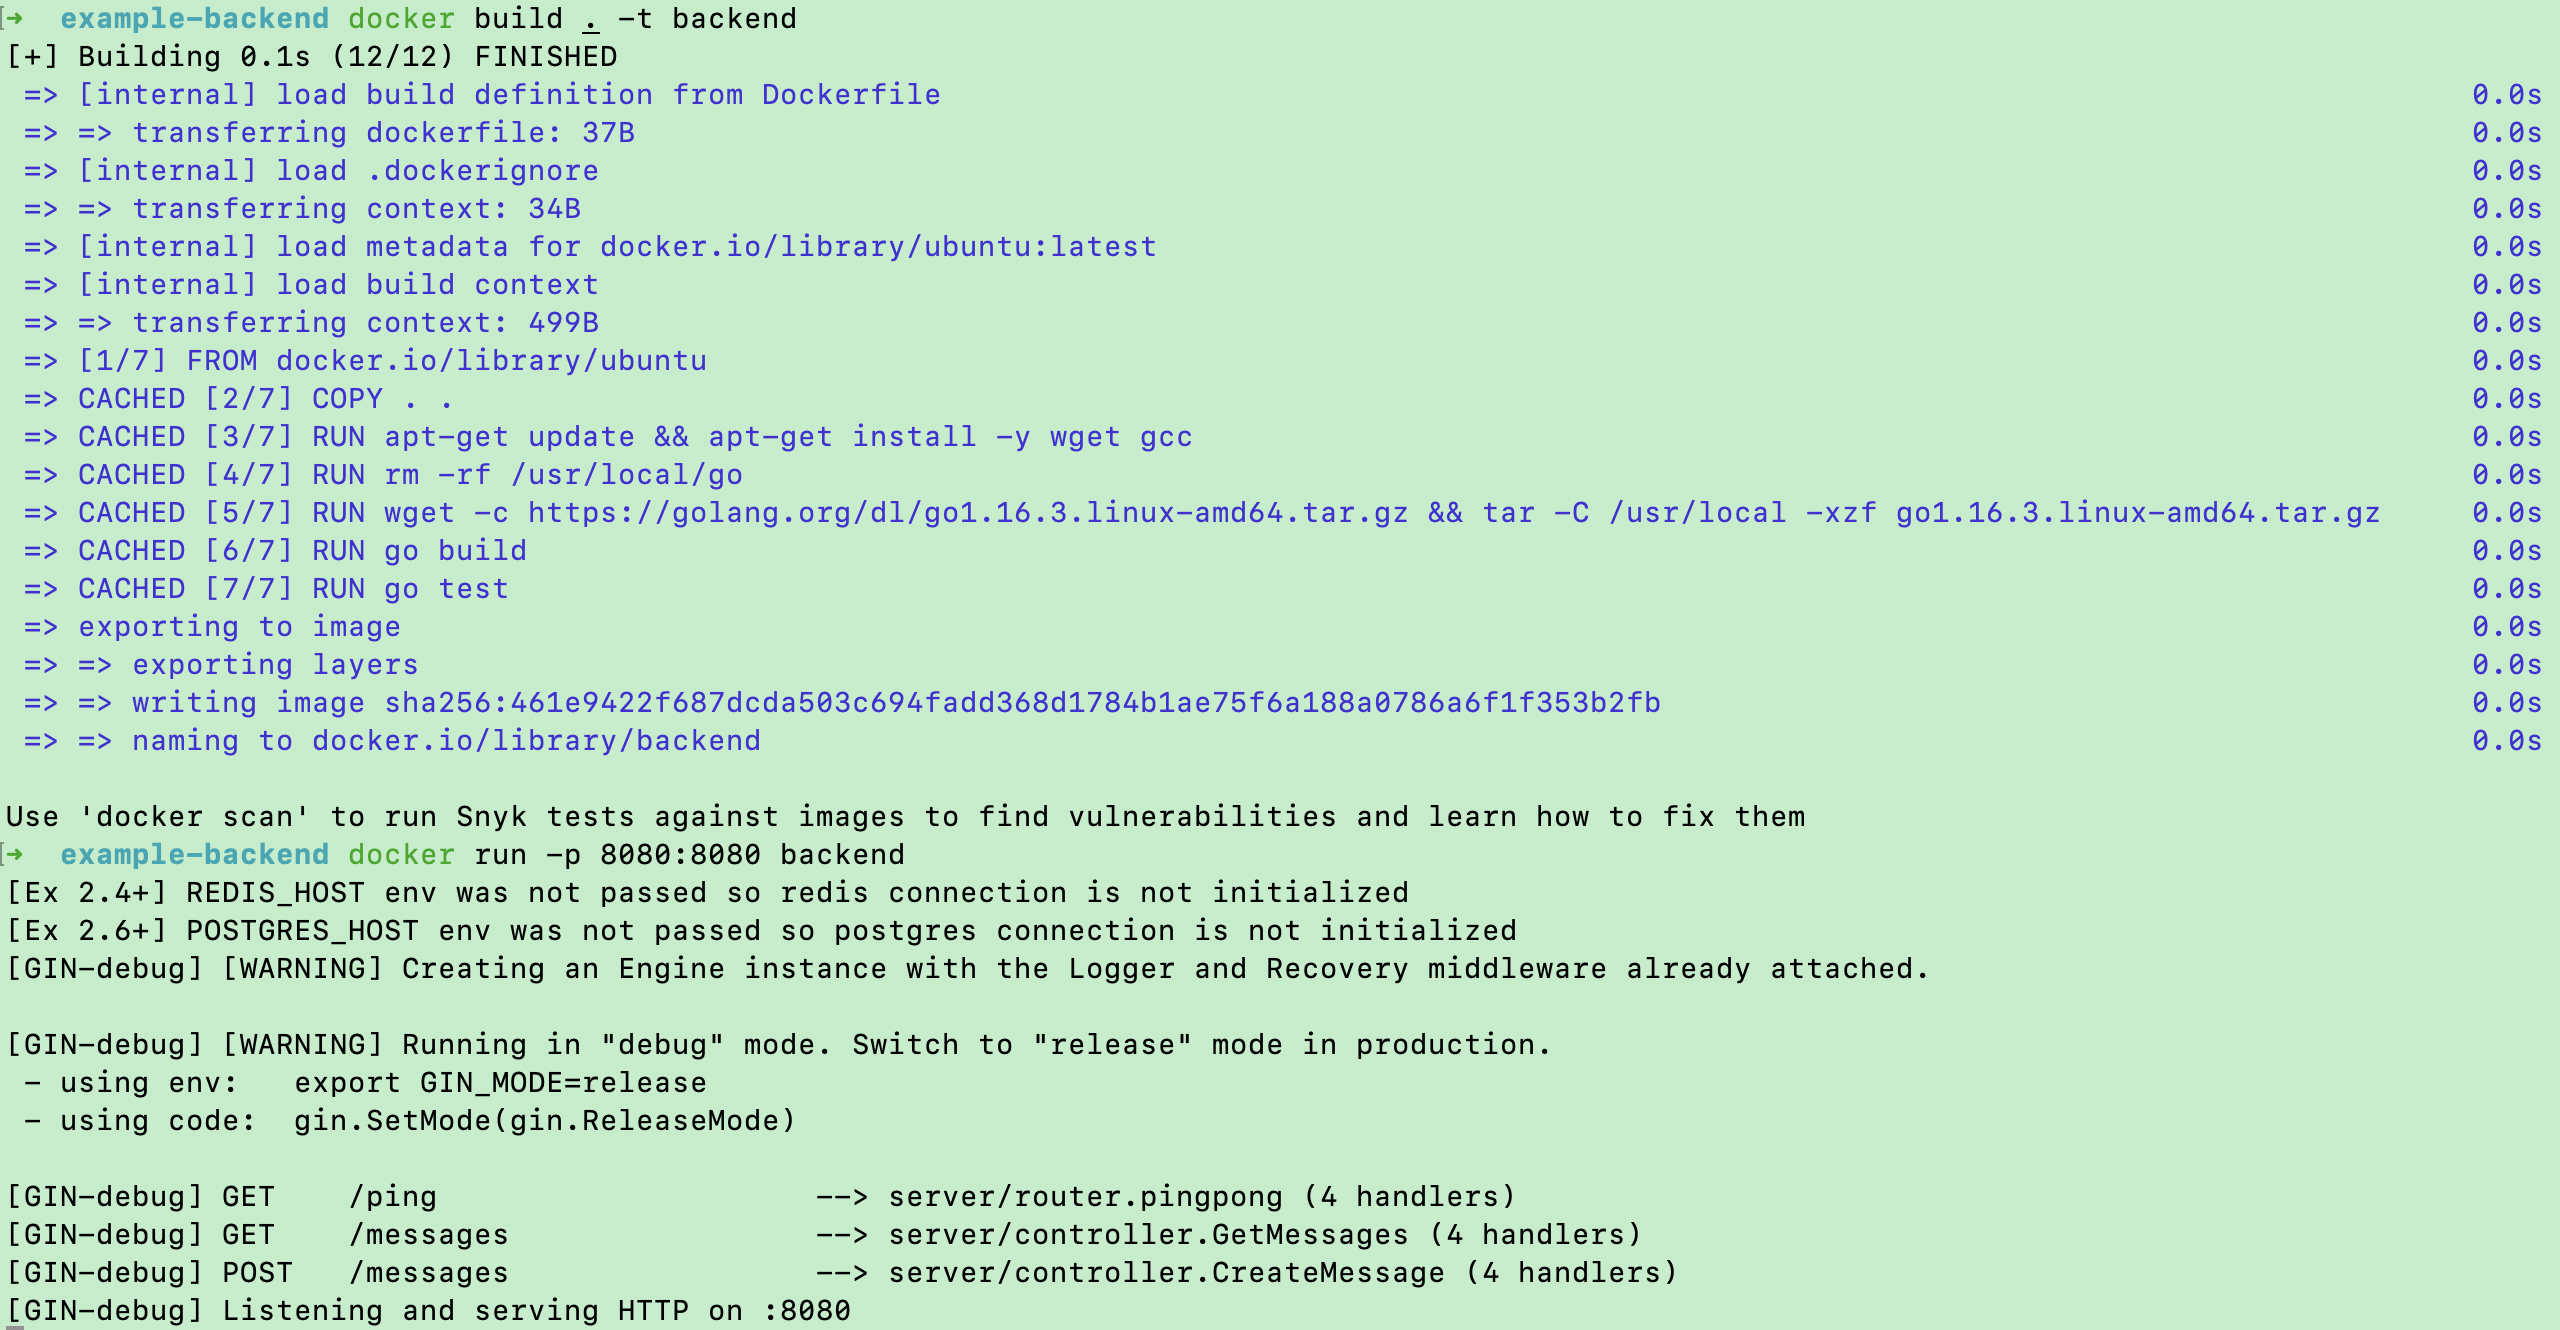 ➜  example-backend docker build . -t backend
[+] Building 0.1s (12/12) FINISHED
 => [internal] load build definition from Dockerfile 0.0s
 => => transferring dockerfile: 37B 0.0s
 => [internal] load .dockerignore 0.0s
 => => transferring context: 34B 0.0s
 => [internal] load metadata for docker.io/library/ubuntu:latest 0.0s
 => [internal] load build context 0.0s
 => => transferring context: 499B 0.0s
 => [1/7] FROM docker.io/library/ubuntu 0.0s
 => CACHED [2/7] COPY . . 0.0s
 => CACHED [3/7] RUN apt-get update && apt-get install -y wget gcc 0.0s
 => CACHED [4/7] RUN rm -rf /usr/local/go 0.0s
 => CACHED [5/7] RUN wget -c https://golang.org/dl/go1.16.3.linux-amd64.tar.gz && tar -C /usr/local -xzf go1.16.3.linux-amd64.tar.gz 0.0s
 => CACHED [6/7] RUN go build 0.0s
 => CACHED [7/7] RUN go test 0.0s
 => exporting to image 0.0s
 => => exporting layers 0.0s
 => => writing image sha256:461e9422f687dcda503c694fadd368d1784b1ae75f6a188a0786a6f1f353b2fb 0.0s
 => => naming to docker.io/library/backend 0.0s
Use 'docker scan' to run Snyk tests against images to find vulnerabilities and learn how to fix them
➜  example-backend docker run -p 8080:8080 backend
[Ex 2.4+] REDIS_HOST env was not passed so redis connection is not initialized
[Ex 2.6+] POSTGRES_HOST env was not passed so postgres connection is not initialized
[GIN-debug] [WARNING] Creating an Engine instance with the Logger and Recovery middleware already attached.
[GIN-debug] [WARNING] Running in "debug" mode. Switch to "release" mode in production.
 - using env:   export GIN_MODE=release
 - using code:  gin.SetMode(gin.ReleaseMode)
[GIN-debug] GET    /ping                     --> server/router.pingpong (4 handlers)
[GIN-debug] GET    /messages                 --> server/controller.GetMessages (4 handlers)
[GIN-debug] POST   /messages                 --> server/controller.CreateMessage (4 handlers)
[GIN-debug] Listening and serving HTTP on :8080